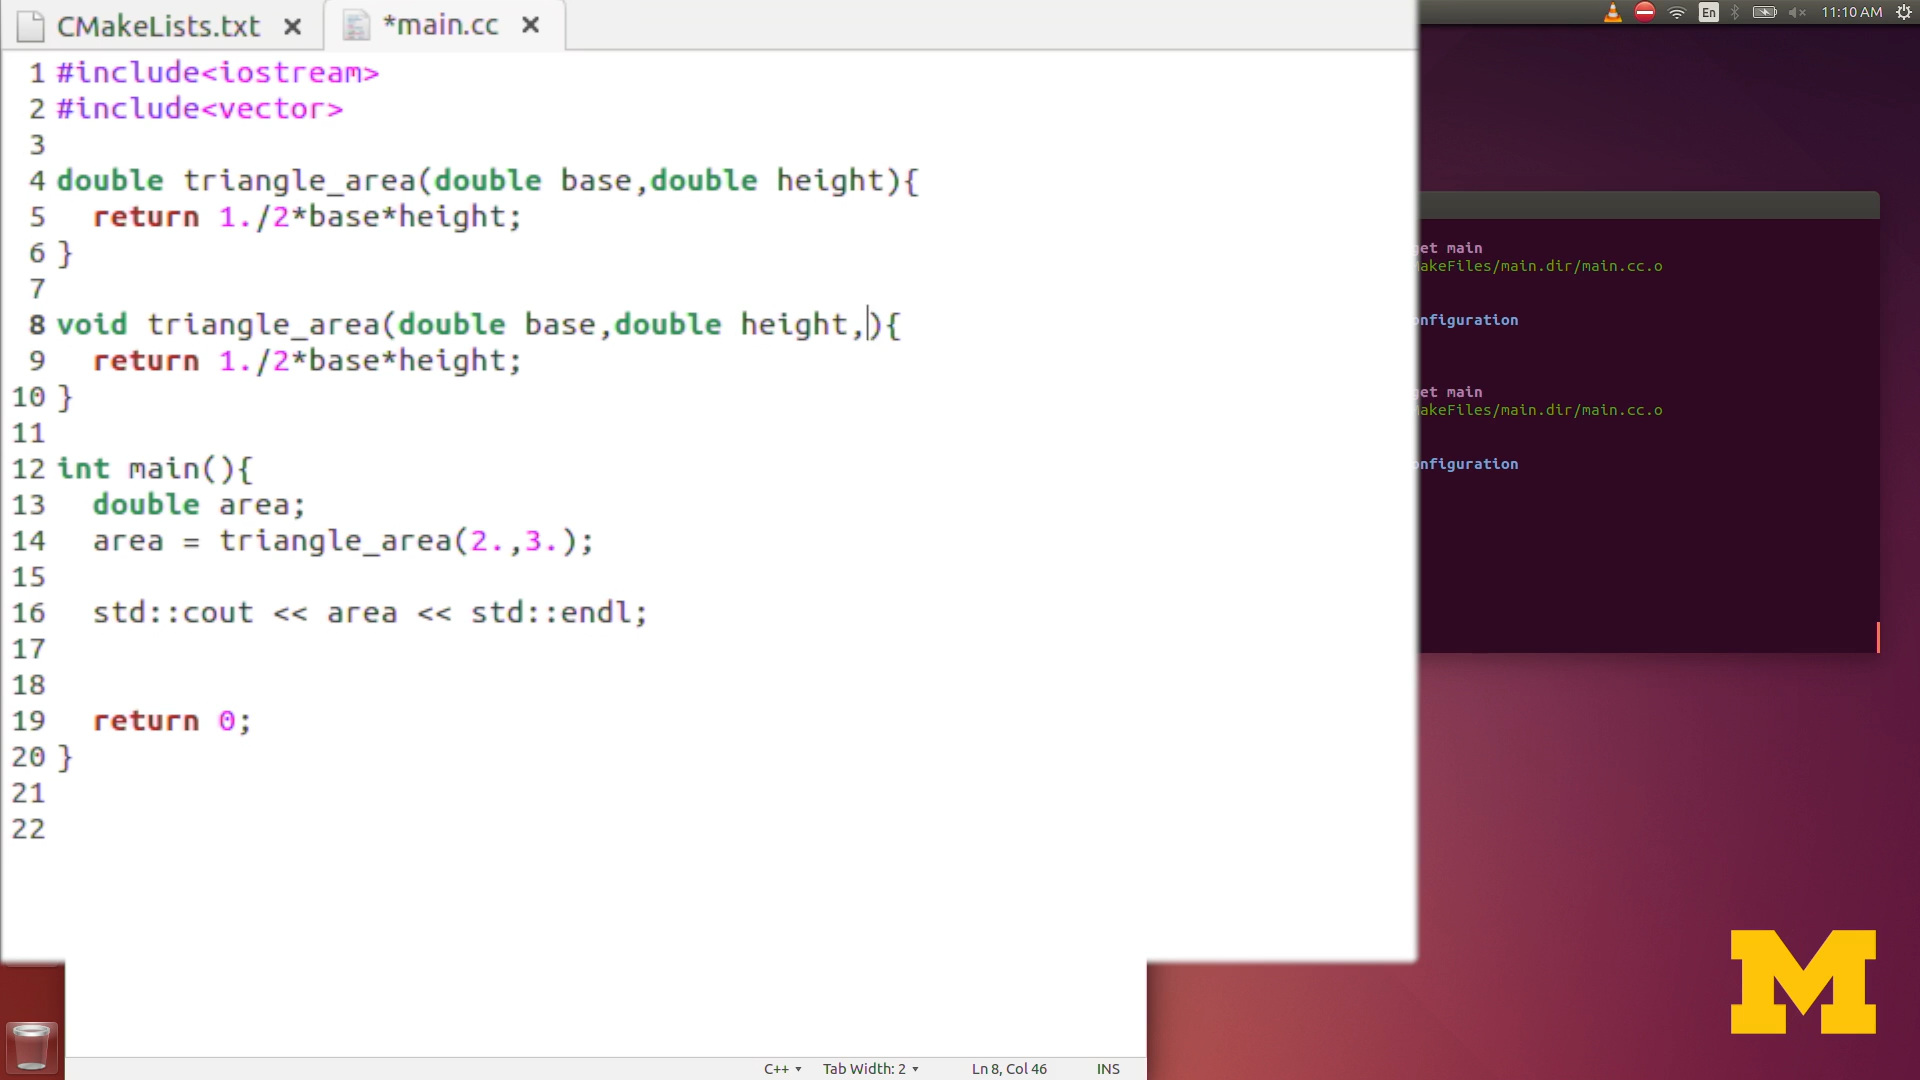 CMakeLists.txt × *main.cc ×
En 11:10 AM
1 #include<iostream>
2 #include<vector>
3
4 double triangle_area(double base,double height){
5 return 1./2*base*height;
6 }
7
8 void triangle_area(double base,double height,){
9 return 1./2*base*height;
10 }
11
12 int main(){
13 double area;
14 area = triangle_area(2.,3.);
15
16 std::cout << area << std::endl;
17
18
19 return 0;
20 }
21
22
get main
akeFiles/main.dir/main.cc.o
onfiguration
get main
akeFiles/main.dir/main.cc.o
onfiguration
M
C++ Tab Width: 2 Ln 8, Col 46 INS